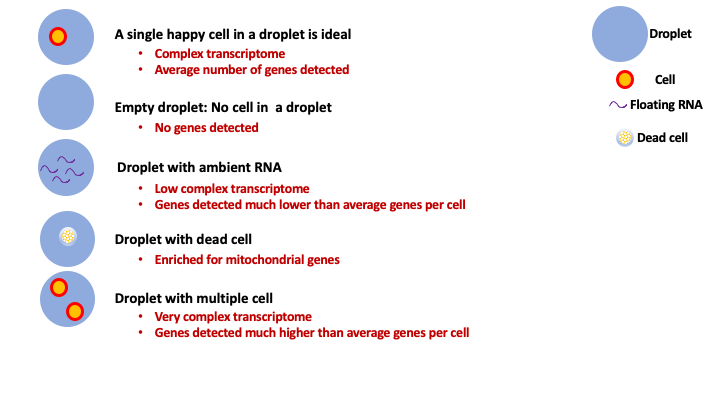 A single happy cell in a droplet is ideal
• Complex transcriptome
• Average number of genes detected
Empty droplet: No cell in a droplet
• No genes detected
Droplet with ambient RNA
• Low complex transcriptome
• Genes detected much lower than average genes per cell
Droplet with dead cell
• Enriched for mitochondrial genes
Droplet with multiple cell
• Very complex transcriptome
• Genes detected much higher than average genes per cell
Droplet
Cell
Floating RNA
Dead cell